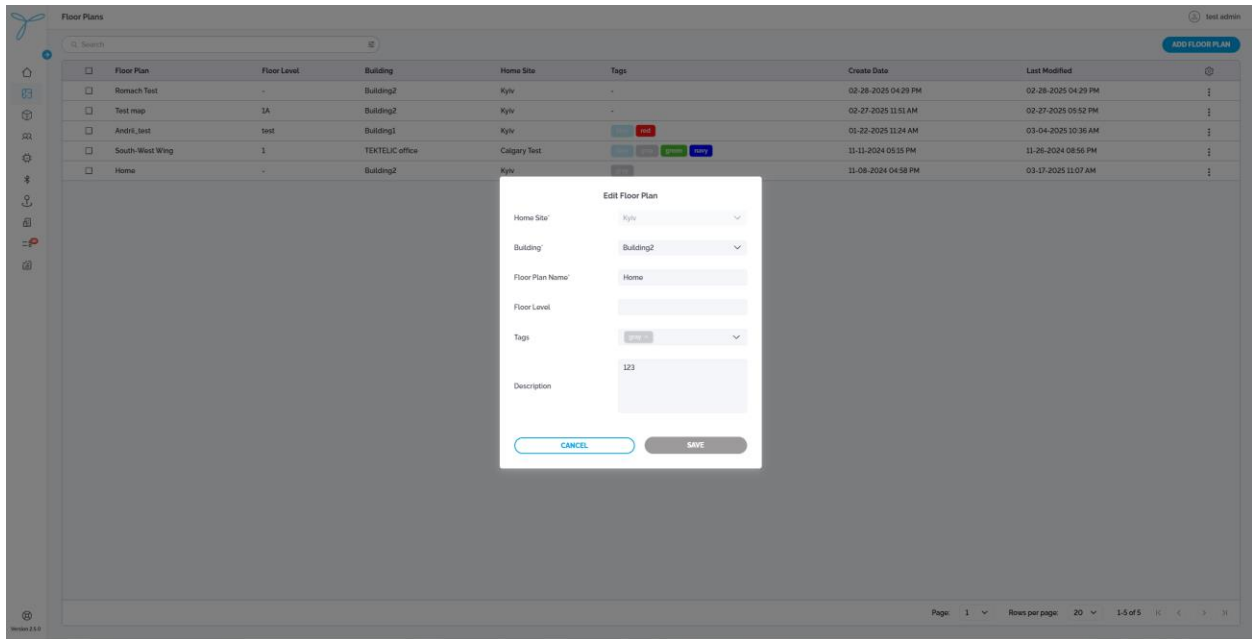 Floor Plans
test admin
Search
ADD FLOOR PLAN
Floor Plan Floor Level Building Home Site Tags Create Date Last Modified
Romach Test - Building2 Kyiv - 02-28-2025 04:29 PM 02-28-2025 04:29 PM
Test map 1A Building2 Kyiv - 02-27-2025 11:51 AM 02-27-2025 05:52 PM
Andrii_test test Building1 Kyiv red 01-22-2025 11:24 AM 03-04-2025 10:36 AM
South-West Wing 1 TEKTELIC office Calgary Test gray green navy 11-11-2024 05:15 PM 11-26-2024 08:56 PM
Home - Building2 Kyiv gray 11-08-2024 04:58 PM 03-17-2025 11:07 AM
Edit Floor Plan
Home Site* Kyiv
Building* Building2
Floor Plan Name* Home
Floor Level
Tags gray ×
Description 123
CANCEL SAVE
Page: 1 Rows per page: 20 1-5 of 5
Version 2.5.0